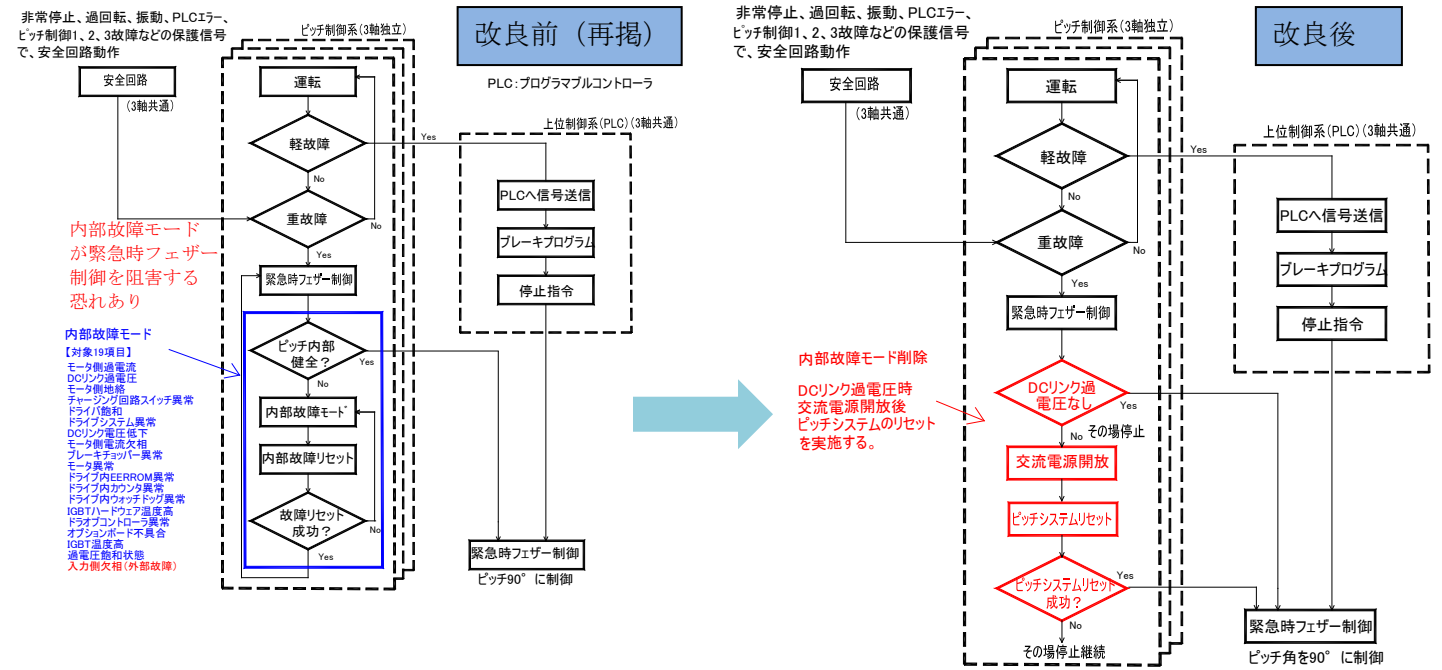 非常停止、過回転、振動、PLCエラー、
ピッチ制御1、2、3故障などの保護信号
で、安全回路動作
ピッチ制御系(3軸独立)
改良前（再掲）
PLC：プログラマブルコントローラ
安全回路
(3軸共通)
運転
軽故障
Yes
No
重故障
No
Yes
上位制御系(PLC)(3軸共通)
PLCへ信号送信
ブレーキプログラム
停止指令
内部故障モード
が緊急時フェザー
制御を阻害する
恐れあり
緊急時フェザー制御
内部故障モード
【対象19項目】
モータ側過電流
DCリンク過電圧
モータ側地絡
チャージング回路スイッチ異常
ドライバ飽和
ドライブシステム異常
DCリンク電圧低下
モータ側電流欠相
ブレーキチョッパー異常
モータ異常
ドライブ内EERROM異常
ドライブ内カウンタ異常
ドライブ内ウォッチドッグ異常
IGBTハードウェア温度高
ドラオプコントローラ異常
オプションボード不具合
IGBT温度高
過電圧飽和状態
入力側欠相(外部故障)
ピッチ内部
健全？
Yes
No
内部故障モード
内部故障リセット
故障リセット
成功？
No
Yes
緊急時フェザー制御
ピッチ90°に制御
非常停止、過回転、振動、PLCエラー、
ピッチ制御1、2、3故障などの保護信号
で、安全回路動作
ピッチ制御系(3軸独立)
改良後
安全回路
(3軸共通)
運転
軽故障
Yes
No
重故障
No
Yes
上位制御系(PLC)(3軸共通)
PLCへ信号送信
ブレーキプログラム
停止指令
緊急時フェザー制御
内部故障モード削除
DCリンク過電圧時
交流電源開放後
ピッチシステムのリセット
を実施する。
DCリンク過
電圧なし
Yes
No その場停止
交流電源開放
ピッチシステムリセット
ピッチシステムリセット
成功？
Yes
No
その場停止継続
緊急時フェザー制御
ピッチ角を90°に制御